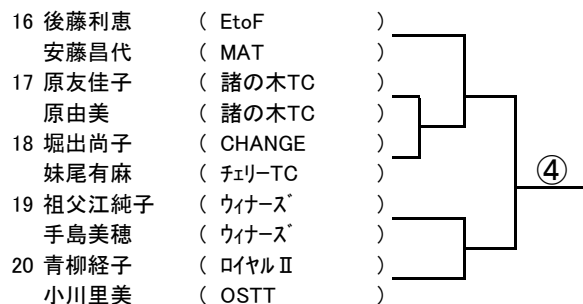 16 後藤利恵 ( EtoF )
安藤昌代 ( MAT )
17 原友佳子 ( 諸の木TC )
原由美 ( 諸の木TC )
18 堀出尚子 ( CHANGE )
妹尾有麻 ( ﾁｪﾘｰTC )
④
19 祖父江純子 ( ｳｨﾅｰｽﾞ )
手島美穂 ( ｳｨﾅｰｽﾞ )
20 青柳経子 ( ﾛｲﾔﾙⅡ )
小川里美 ( OSTT )